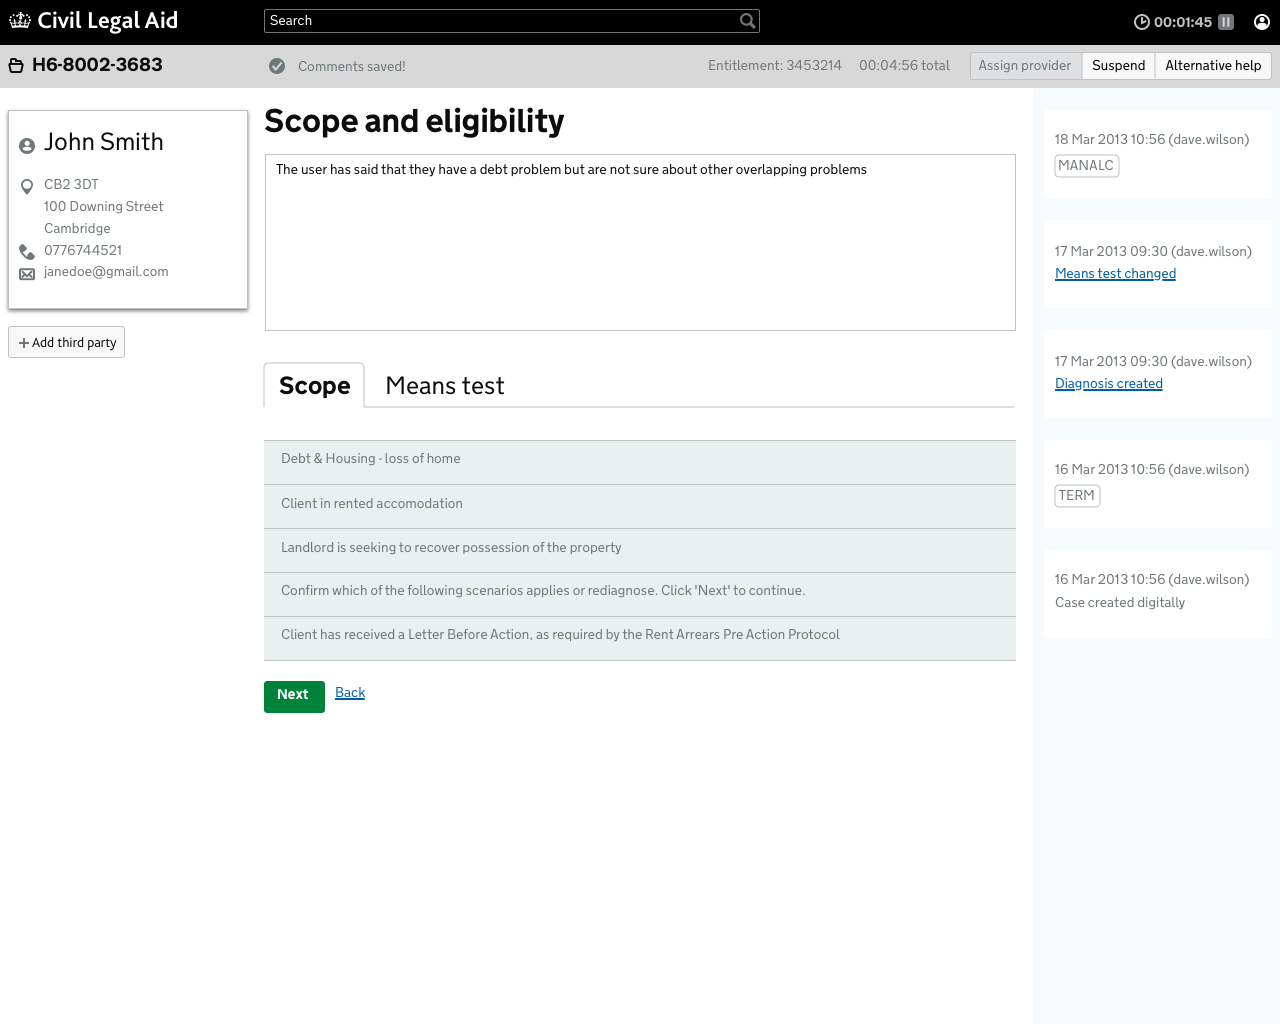 Civil Legal Aid
Search
00:01:45
H6-8002-3683
Comments saved!
Entitlement: 3453214
00:04:56 total
Assign provider
Suspend
Alternative help
John Smith
CB2 3DT
100 Downing Street
Cambridge
0776744521
janedoe@gmail.com
Add third party
Scope and eligibility
The user has said that they have a debt problem but are not sure about other overlapping problems
Scope
Means test
Debt & Housing - loss of home
Client in rented accomodation
Landlord is seeking to recover possession of the property
Confirm which of the following scenarios applies or rediagnose. Click 'Next' to continue.
Client has received a Letter Before Action, as required by the Rent Arrears Pre Action Protocol
Next
Back
18 Mar 2013 10:56 (dave.wilson)
MANALC
17 Mar 2013 09:30 (dave.wilson)
Means test changed
17 Mar 2013 09:30 (dave.wilson)
Diagnosis created
16 Mar 2013 10:56 (dave.wilson)
TERM
16 Mar 2013 10:56 (dave.wilson)
Case created digitally